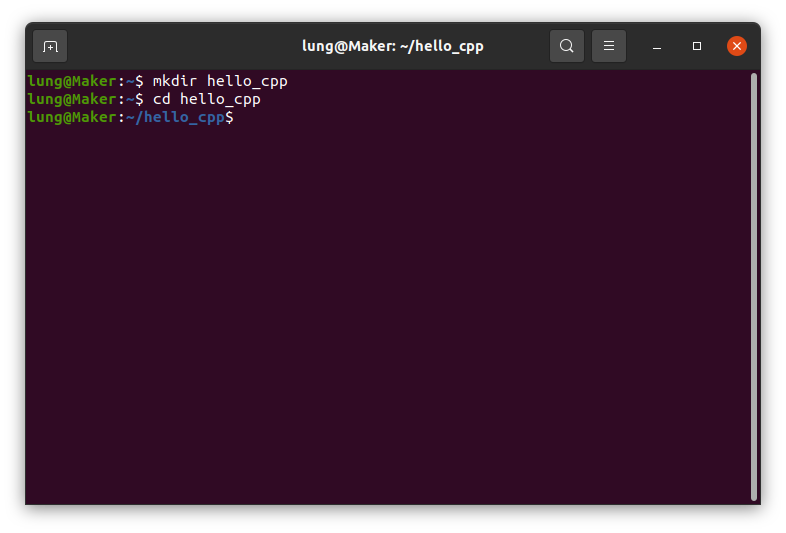 lung@Maker: ~/hello_cpp
lung@Maker:~$ mkdir hello_cpp
lung@Maker:~$ cd hello_cpp
lung@Maker:~/hello_cpp$